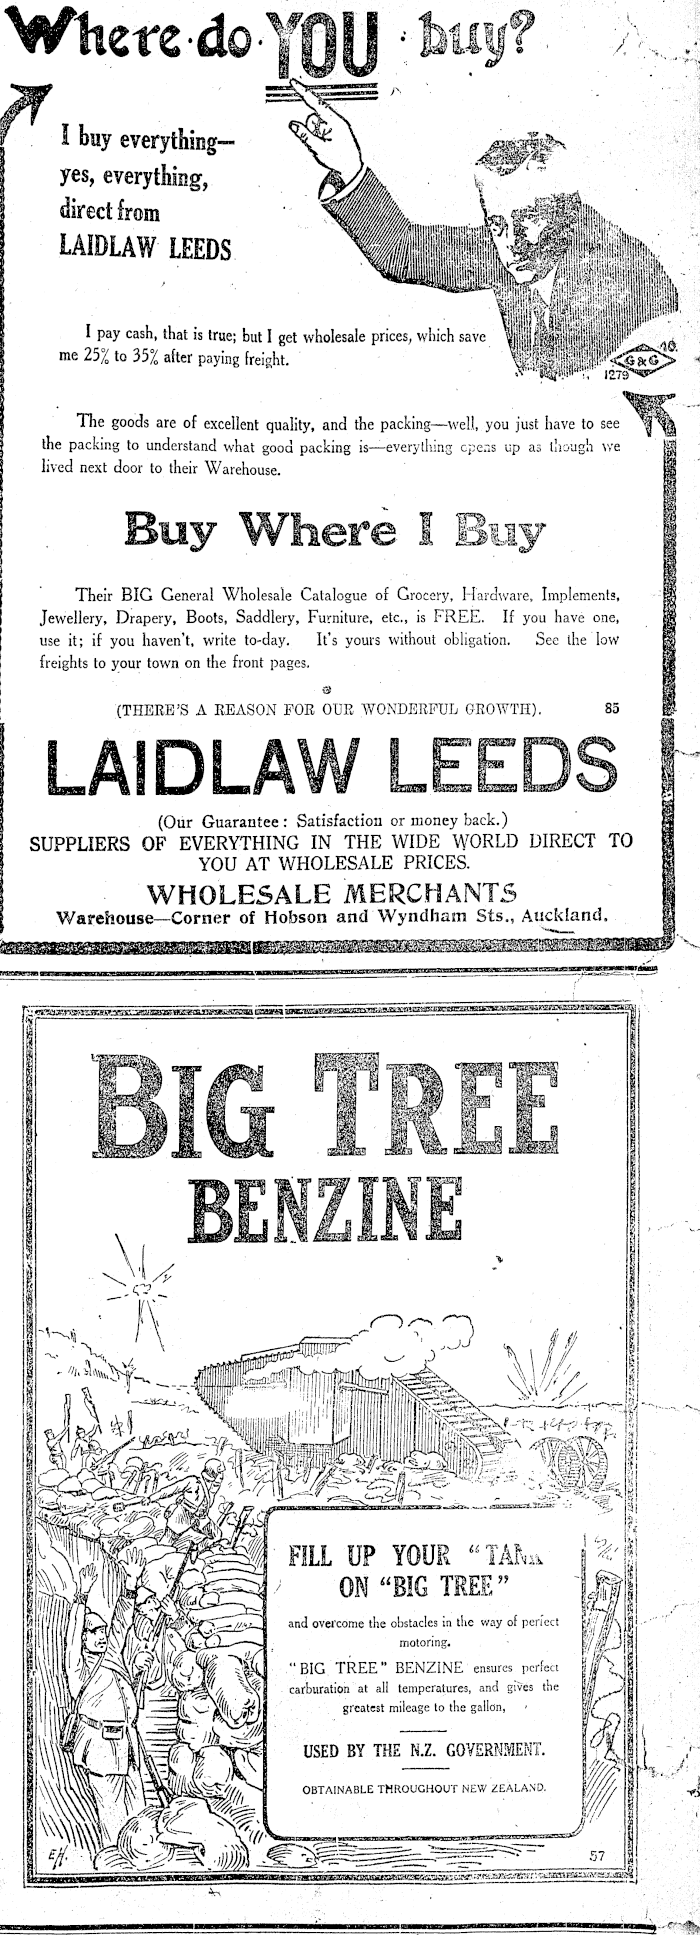 Where·do·YOU·buy?
I buy everything—
yes, everything,
direct from
LAIDLAW LEEDS
I pay cash, that is true; but I get wholesale prices, which save
me 25% to 35% after paying freight.
G&G
1279
The goods are of excellent quality, and the packing—well, you just have to see
the packing to understand what good packing is—everything opens up as though we
lived next door to their Warehouse.
Buy Where I Buy
Their BIG General Wholesale Catalogue of Grocery, Hardware, Implements,
Jewellery, Drapery, Boots, Saddlery, Furniture, etc., is FREE. If you have one,
use it; if you haven't, write to-day. It's yours without obligation. See the low
freights to your town on the front pages.
(THERE'S A REASON FOR OUR WONDERFUL GROWTH). 85
LAIDLAW LEEDS
(Our Guarantee: Satisfaction or money back.)
SUPPLIERS OF EVERYTHING IN THE WIDE WORLD DIRECT TO
YOU AT WHOLESALE PRICES.
WHOLESALE MERCHANTS
Warehouse—Corner of Hobson and Wyndham Sts., Auckland.
BIG TREE
BENZINE
FILL UP YOUR "TANK
ON "BIG TREE"
and overcome the obstacles in the way of perfect
motoring.
"BIG TREE" BENZINE ensures perfect
carburation at all temperatures, and gives the
greatest mileage to the gallon,
USED BY THE N.Z. GOVERNMENT.
OBTAINABLE THROUGHOUT NEW ZEALAND.
EH.
57